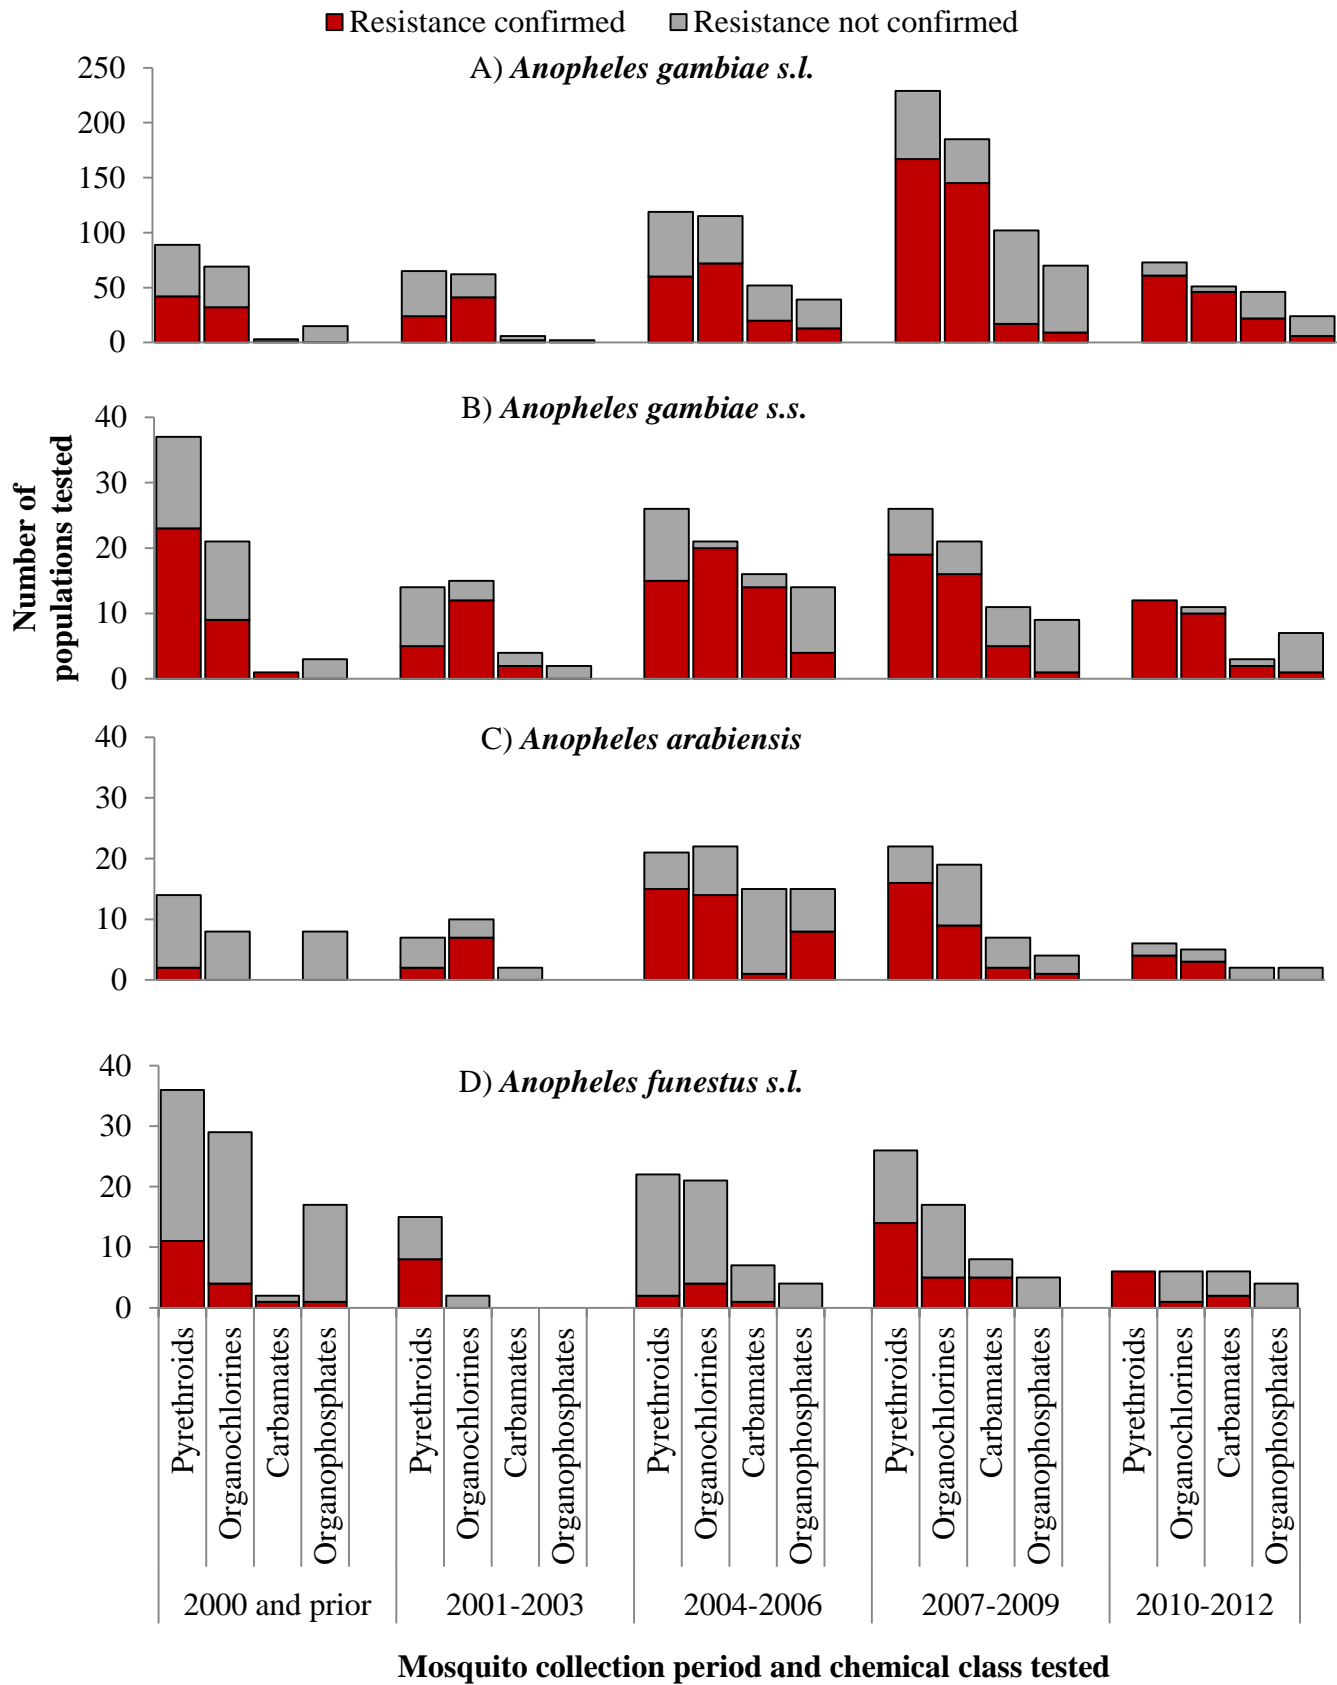 Resistance confirmed Resistance not confirmed
A) Anopheles gambiae s.l.
250
200
150
100
50
0
B) Anopheles gambiae s.s.
40
30
20
10
0
Number of
populations tested
C) Anopheles arabiensis
40
30
20
10
0
D) Anopheles funestus s.l.
40
30
20
10
0
Pyrethroids
Organochlorines
Carbamates
Organophosphates
Pyrethroids
Organochlorines
Carbamates
Organophosphates
Pyrethroids
Organochlorines
Carbamates
Organophosphates
Pyrethroids
Organochlorines
Carbamates
Organophosphates
Pyrethroids
Organochlorines
Carbamates
Organophosphates
2000 and prior 2001-2003 2004-2006 2007-2009 2010-2012
Mosquito collection period and chemical class tested